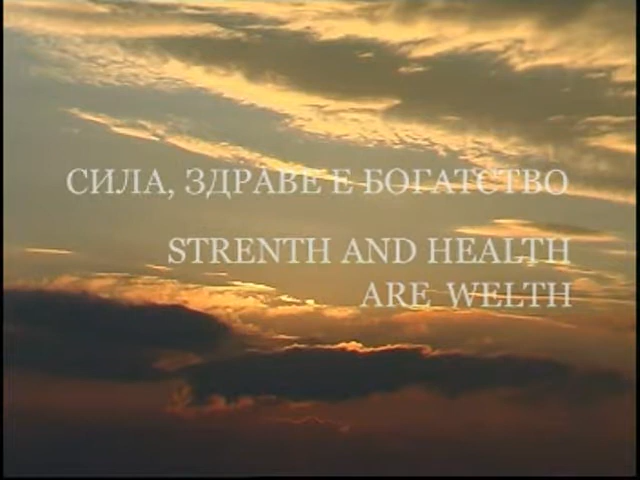 СИЛА, ЗДРАВЕ Е БОГАТСТВО
STRENTH AND HEALTH
ARE WELTH